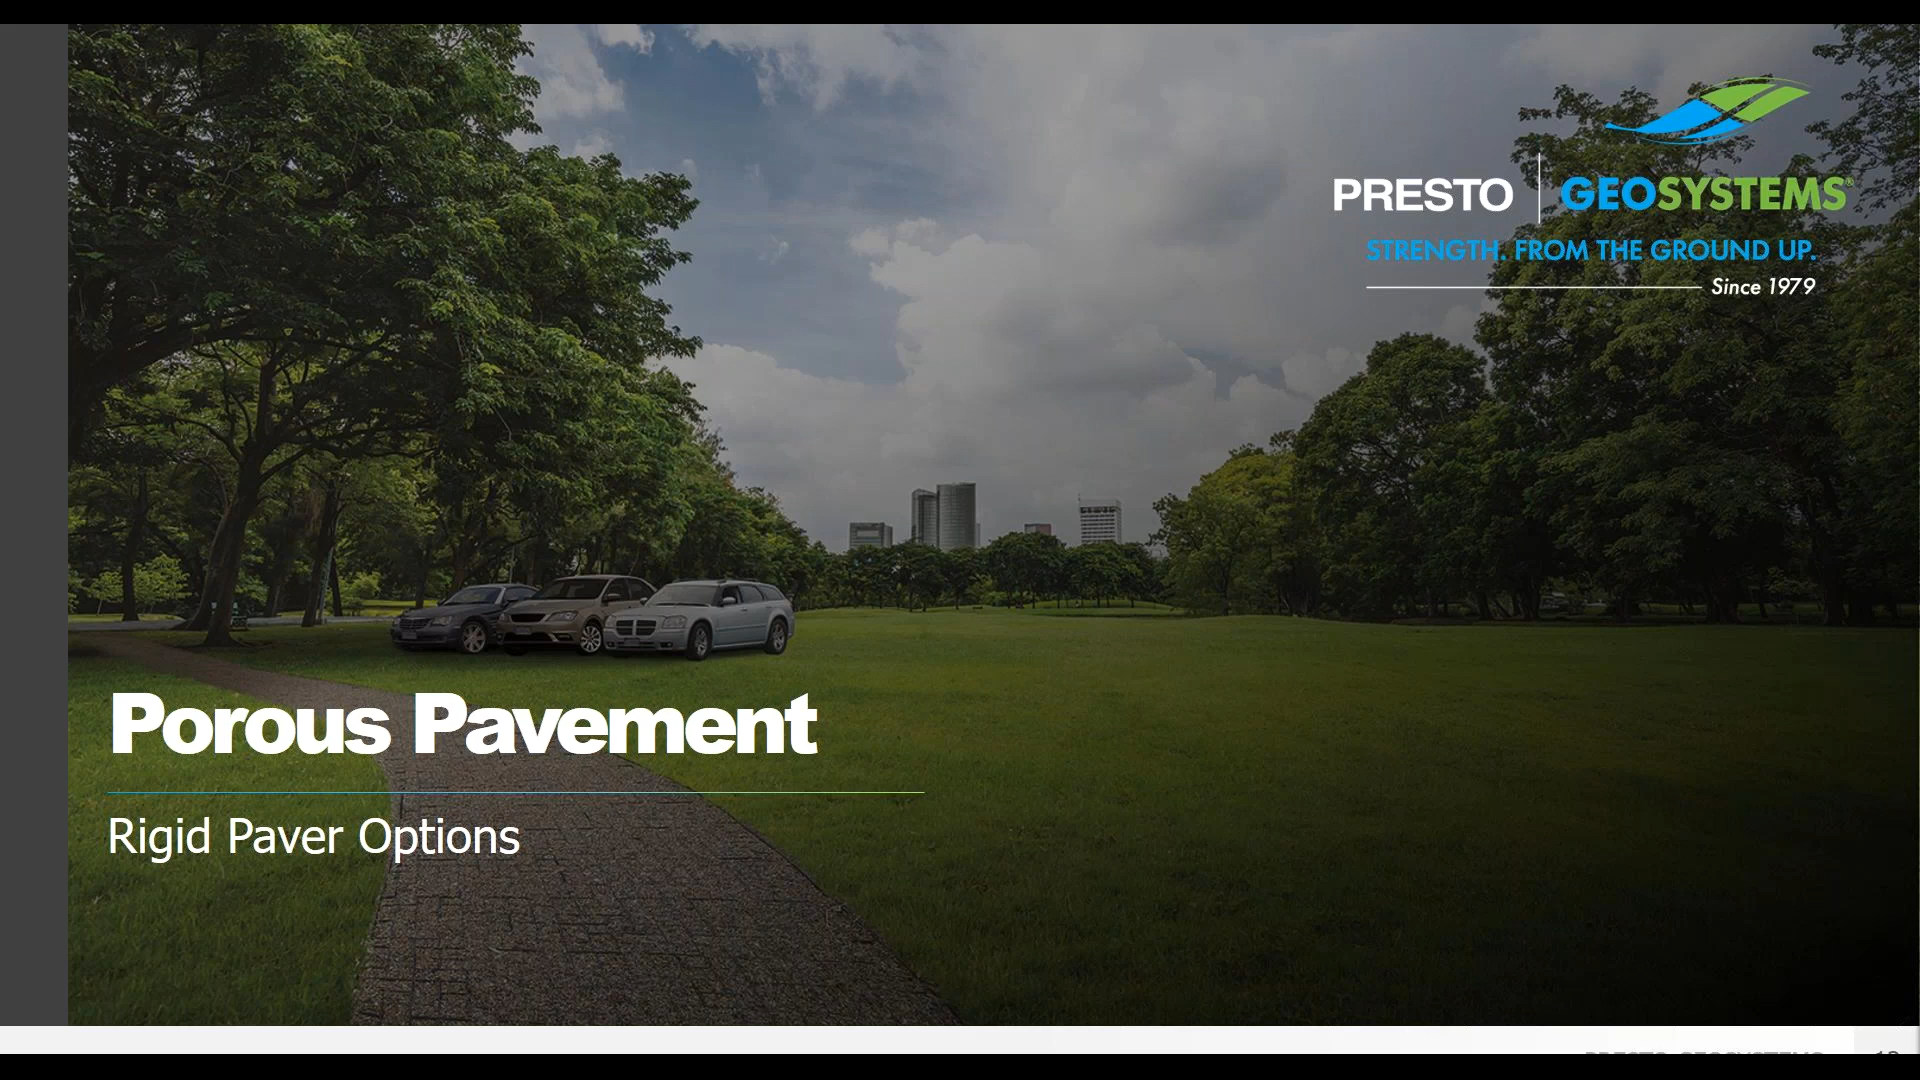 PRESTO GEOSYSTEMS®
STRENGTH. FROM THE GROUND UP.
Since 1979
Porous Pavement
Rigid Paver Options